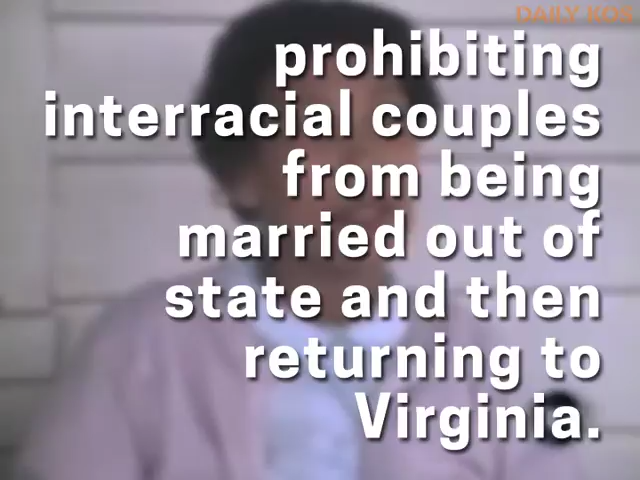 DAILY KOS
prohibiting
interracial couples
from being
married out of
state and then
returning to
Virginia.